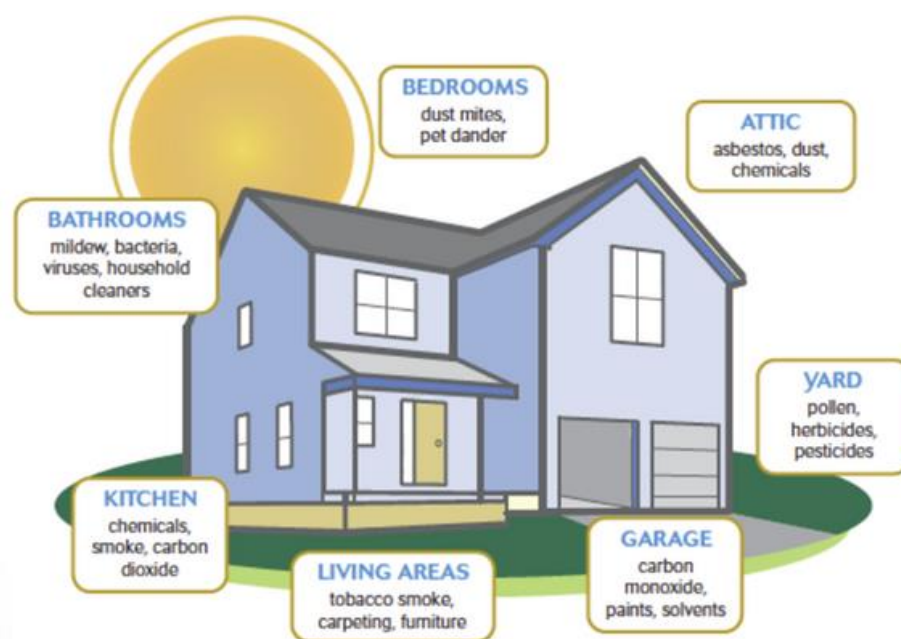 BEDROOMS
dust mites,
pet dander
ATTIC
asbestos, dust,
chemicals
BATHROOMS
mildew, bacteria,
viruses, household
cleaners
YARD
pollen,
herbicides,
pesticides
KITCHEN
chemicals,
smoke, carbon
dioxide
LIVING AREAS
tobacco smoke,
carpeting, furniture
GARAGE
carbon
monoxide,
paints, solvents